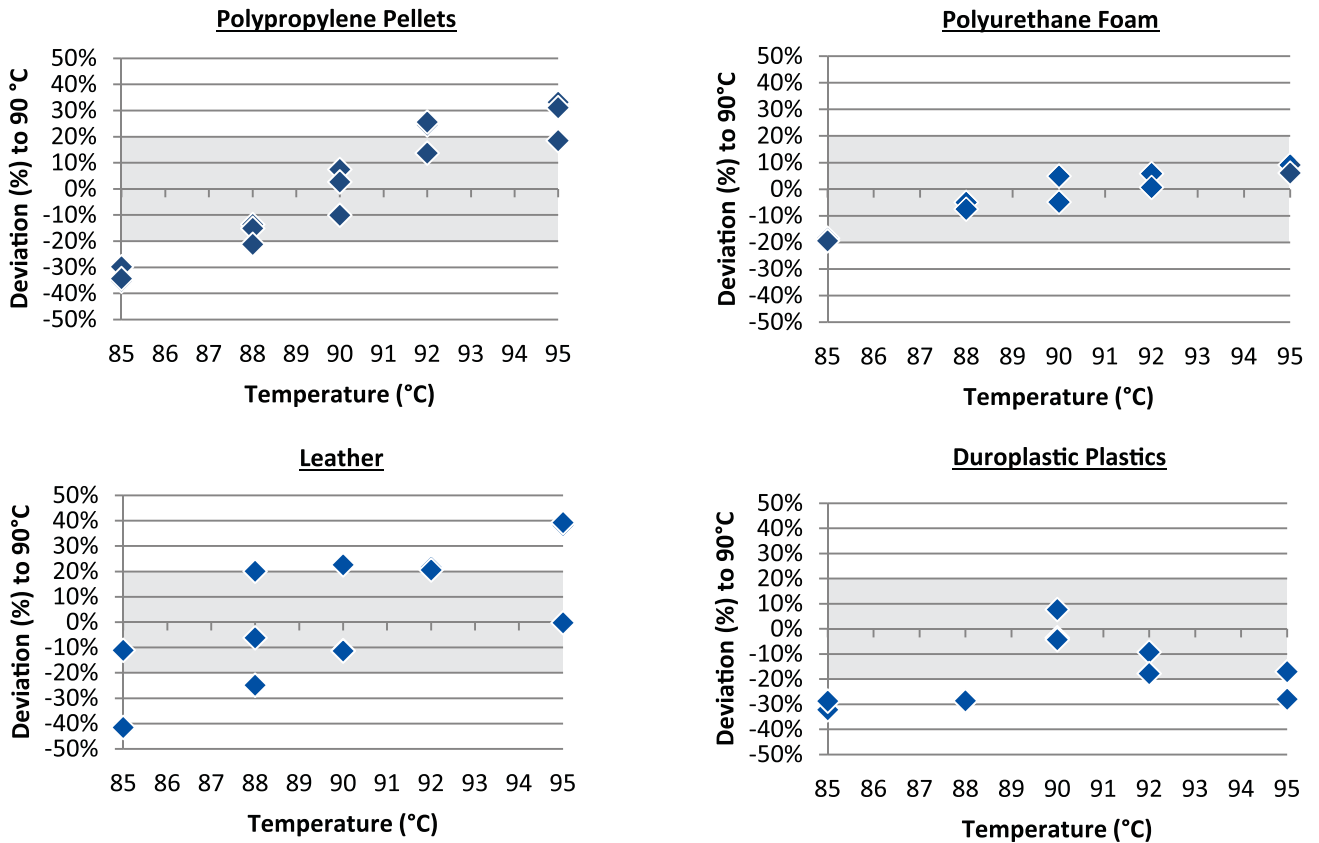 Polypropylene Pellets
Deviation (%) to 90 °C
50%
40%
30%
20%
10%
0%
-10%
-20%
-30%
-40%
-50%
85 86 87 88 89 90 91 92 93 94 95
Temperature (°C)
Polyurethane Foam
Deviation (%) to 90°C
50%
40%
30%
20%
10%
0%
-10%
-20%
-30%
-40%
-50%
85 86 87 88 89 90 91 92 93 94 95
Temperature (°C)
Leather
Deviation (%) to 90°C
50%
40%
30%
20%
10%
0%
-10%
-20%
-30%
-40%
-50%
85 86 87 88 89 90 91 92 93 94 95
Temperature (°C)
Duroplastic Plastics
Deviation (%) to 90°C
50%
40%
30%
20%
10%
0%
-10%
-20%
-30%
-40%
-50%
85 86 87 88 89 90 91 92 93 94 95
Temperature (°C)